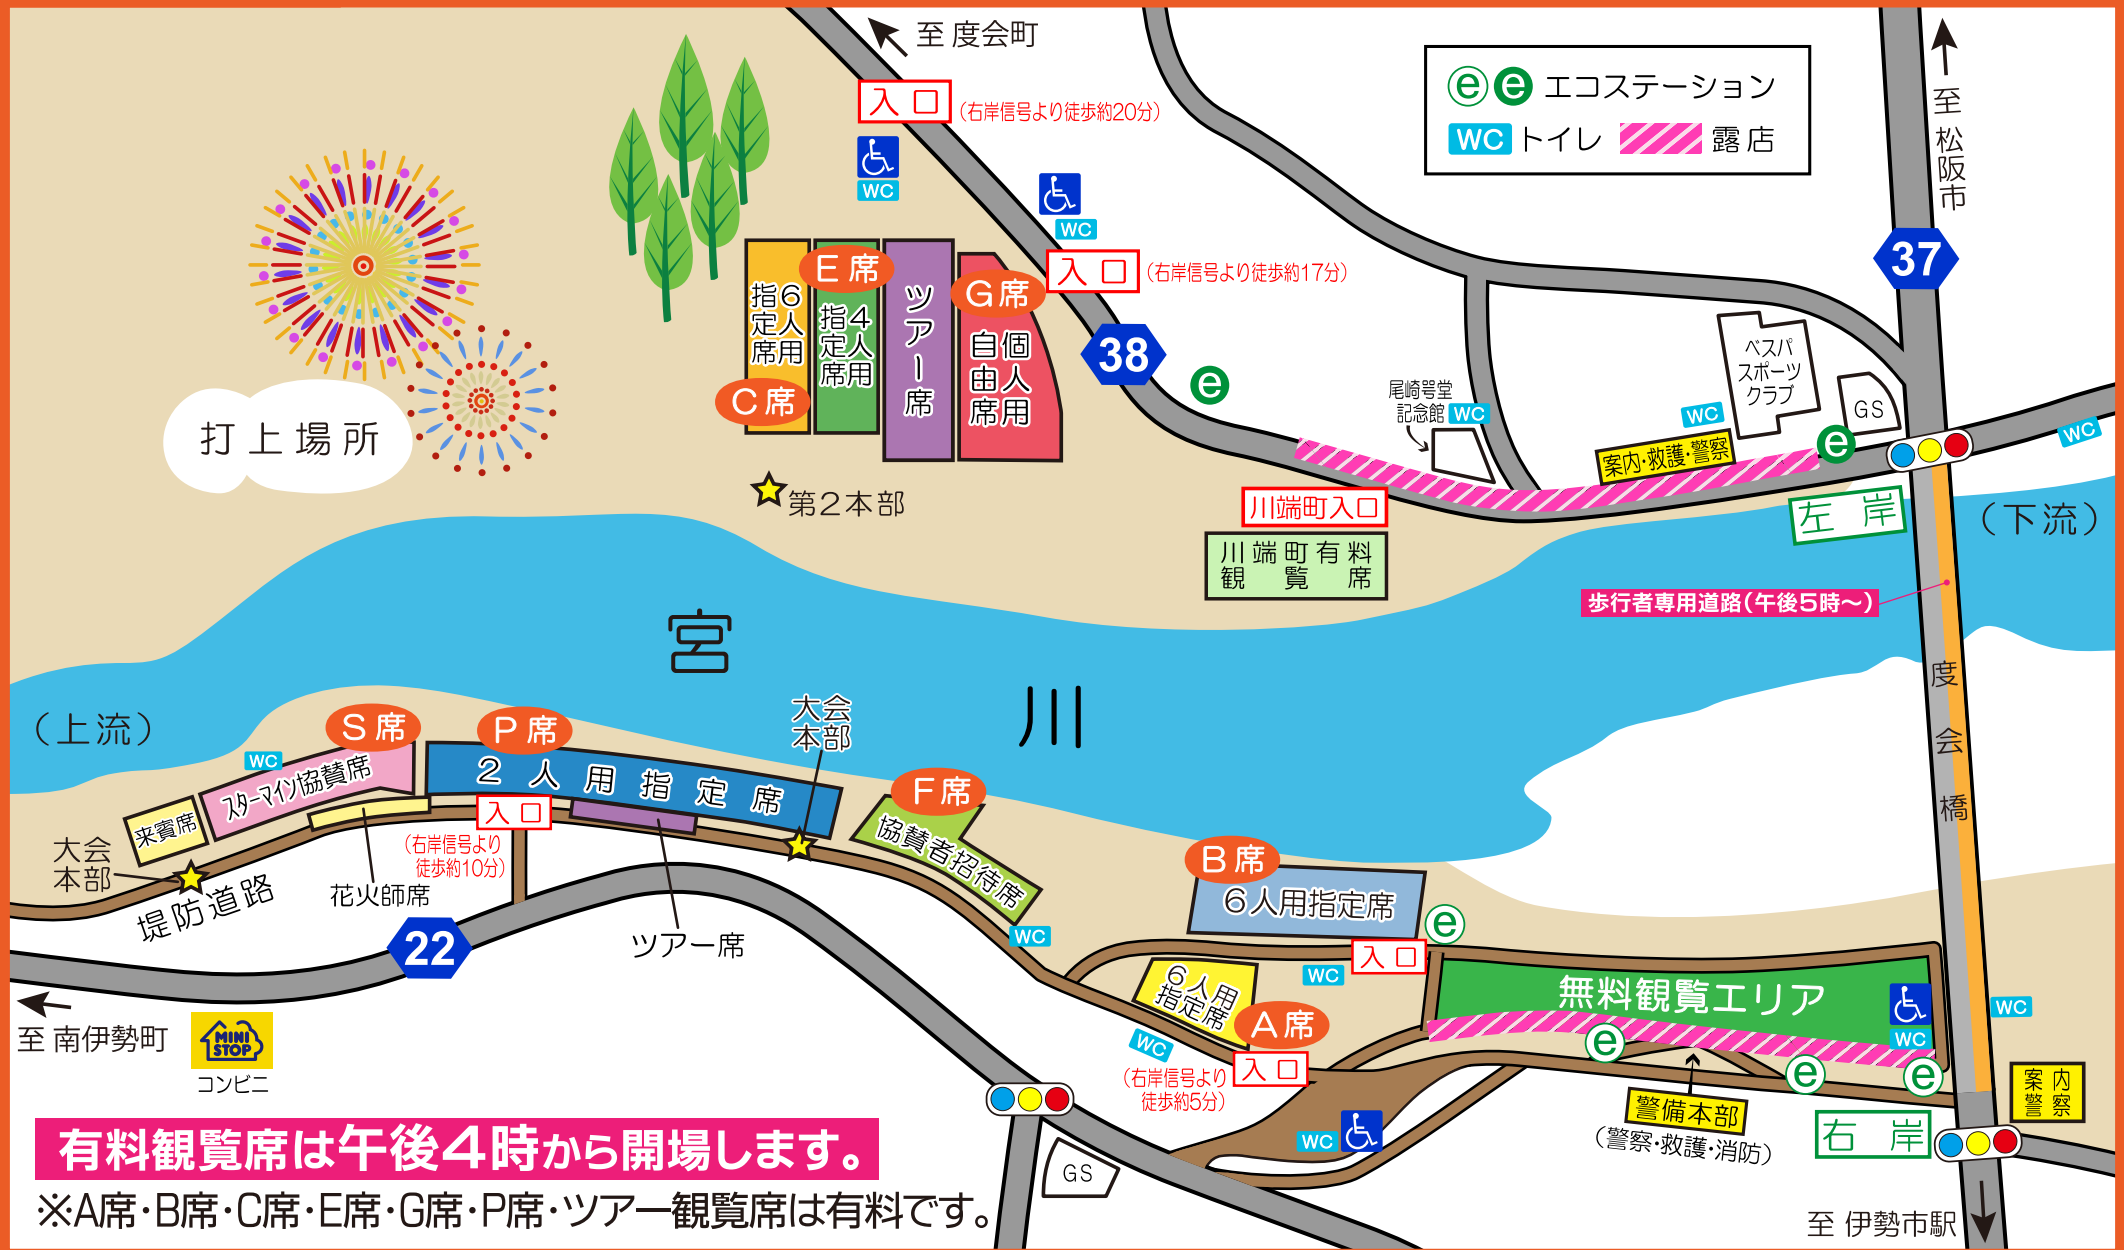 至 度会町
入口
(右岸信号より徒歩約20分)
WC
WC
入口
(右岸信号より徒歩約17分)
e e エコステーション
WC トイレ 露店
至 松阪市
37
38
E席
G席
C席
6人用
指定席
4人用
指定席
ツアー席
個人用
自由席
打上場所
第2本部
e
尾崎咢堂
記念館
WC
ベスパ
スポーツ
クラブ
GS
WC
案内・救護・警察
e
WC
川端町入口
川端町有料
観覧席
左岸
(下流)
歩行者専用道路(午後5時〜)
宮川
度会橋
(上流)
S席
P席
WC
スターマイン協賛席
2人用指定席
大会
本部
F席
協賛者招待席
来賓席
入口
(右岸信号より
徒歩約10分)
大会
本部
堤防道路
花火師席
ツアー席
22
B席
6人用指定席
e
WC
入口
WC
6人用
指定席
A席
WC
入口
(右岸信号より
徒歩約5分)
無料観覧エリア
WC
WC
e
e
e
案内
警察
警備本部
(警察・救護・消防)
右岸
WC
至 南伊勢町
MINI
STOP
コンビニ
GS
至 伊勢市駅
有料観覧席は午後4時から開場します。
※A席・B席・C席・E席・G席・P席・ツアー観覧席は有料です。